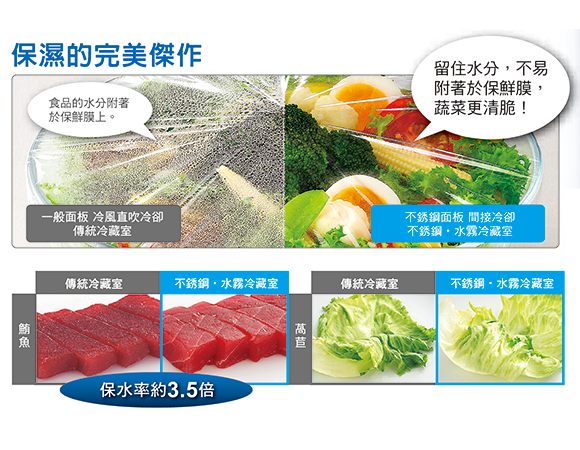 保濕的完美傑作
食品的水分附著
於保鮮膜上。
留住水分，不易
附著於保鮮膜，
蔬菜更清脆！
一般面板 冷風直吹冷卻
傳統冷藏室
不銹鋼面板 間接冷卻
不銹鋼・水霧冷藏室
傳統冷藏室
不銹鋼・水霧冷藏室
傳統冷藏室
不銹鋼・水霧冷藏室
鮪魚
萵苣
保水率約3.5倍